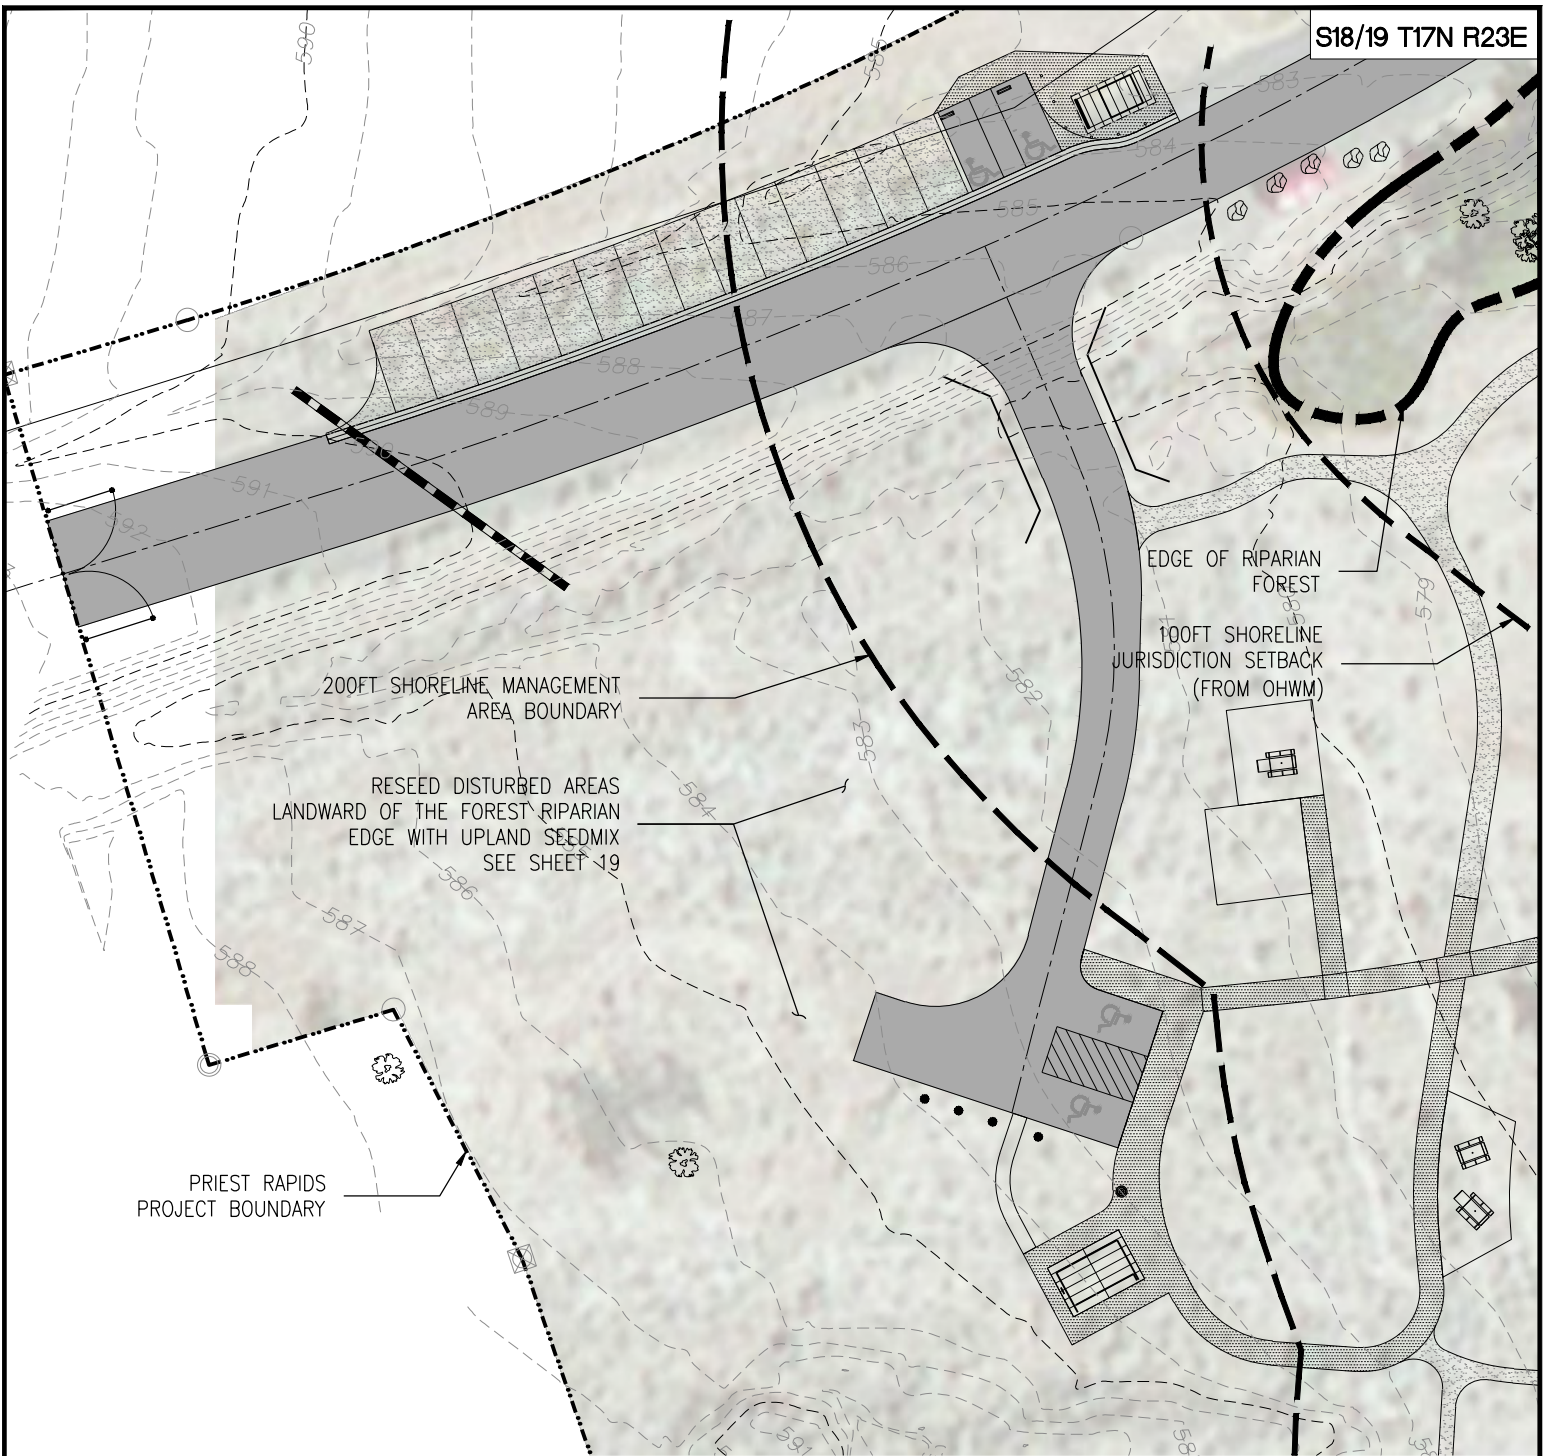 S18/19 T17N R23E
590
585
583
584
585
586
587
588
589
590
591
592
EDGE OF RIPARIAN
FOREST
579
100FT SHORELINE
JURISDICTION SETBACK
(FROM OHWM)
200FT SHORELINE MANAGEMENT
AREA BOUNDARY
582
583
RESEED DISTURBED AREAS
LANDWARD OF THE FOREST RIPARIAN
EDGE WITH UPLAND SEEDMIX
SEE SHEET 19
584
586
587
588
PRIEST RAPIDS
PROJECT BOUNDARY
591